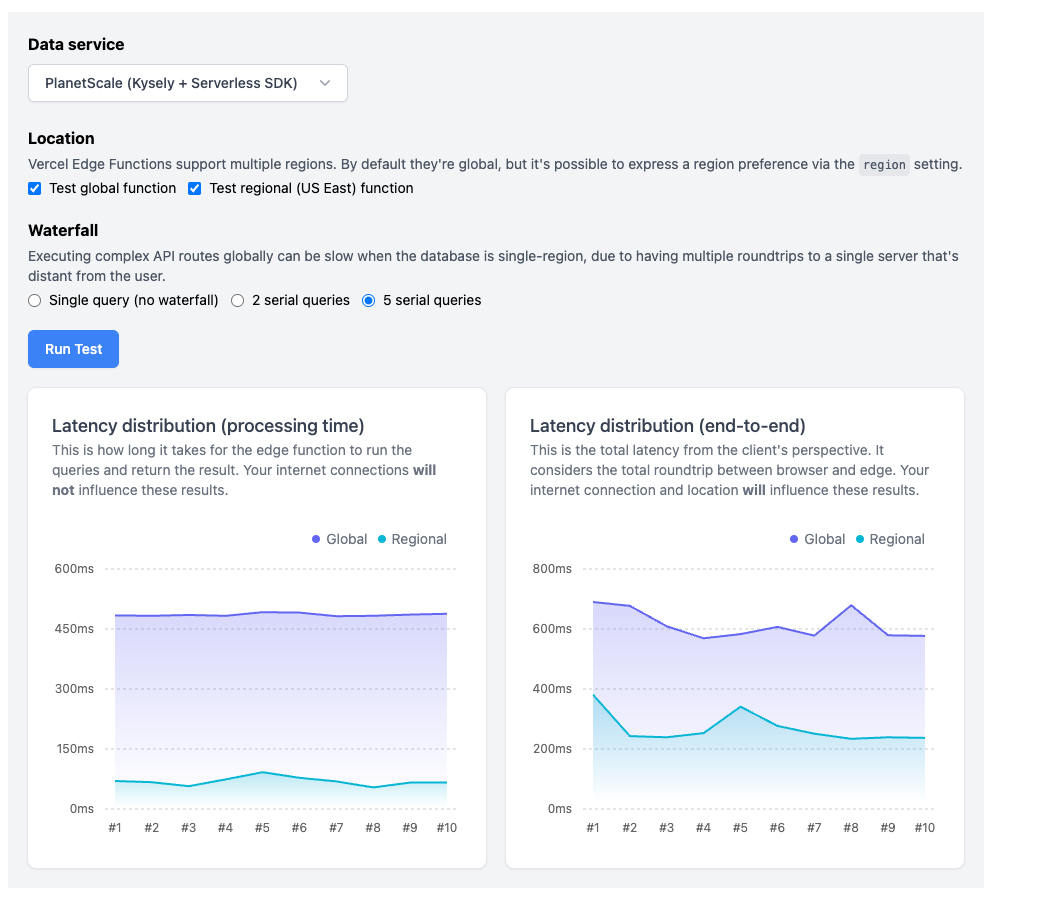 Data service
PlanetScale (Kysely + Serverless SDK)
Location
Vercel Edge Functions support multiple regions. By default they're global, but it's possible to express a region preference via the region setting.
Test global function
Test regional (US East) function
Waterfall
Executing complex API routes globally can be slow when the database is single-region, due to having multiple roundtrips to a single server that's
distant from the user.
Single query (no waterfall)
2 serial queries
5 serial queries
Run Test
Latency distribution (processing time)
This is how long it takes for the edge function to run the
queries and return the result. Your internet connections will
not influence these results.
Global
Regional
600ms
450ms
300ms
150ms
0ms
#1
#2
#3
#4
#5
#6
#7
#8
#9
#10
Latency distribution (end-to-end)
This is the total latency from the client's perspective. It
considers the total roundtrip between browser and edge. Your
internet connection and location will influence these results.
Global
Regional
800ms
600ms
400ms
200ms
0ms
#1
#2
#3
#4
#5
#6
#7
#8
#9
#10